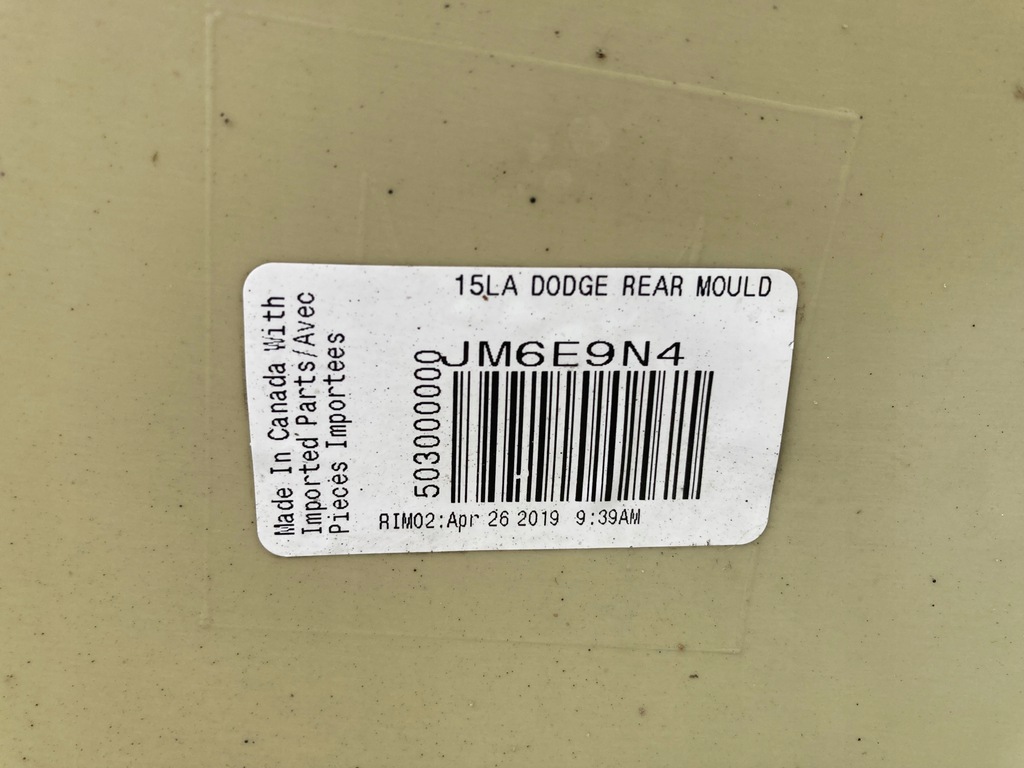 15LA DODGE REAR MOULD
JM6E9N4
503000000
RIM02:Apr 26 2019 9:39AM
Made In Canada With
Imported Parts/Avec
Pieces Importees